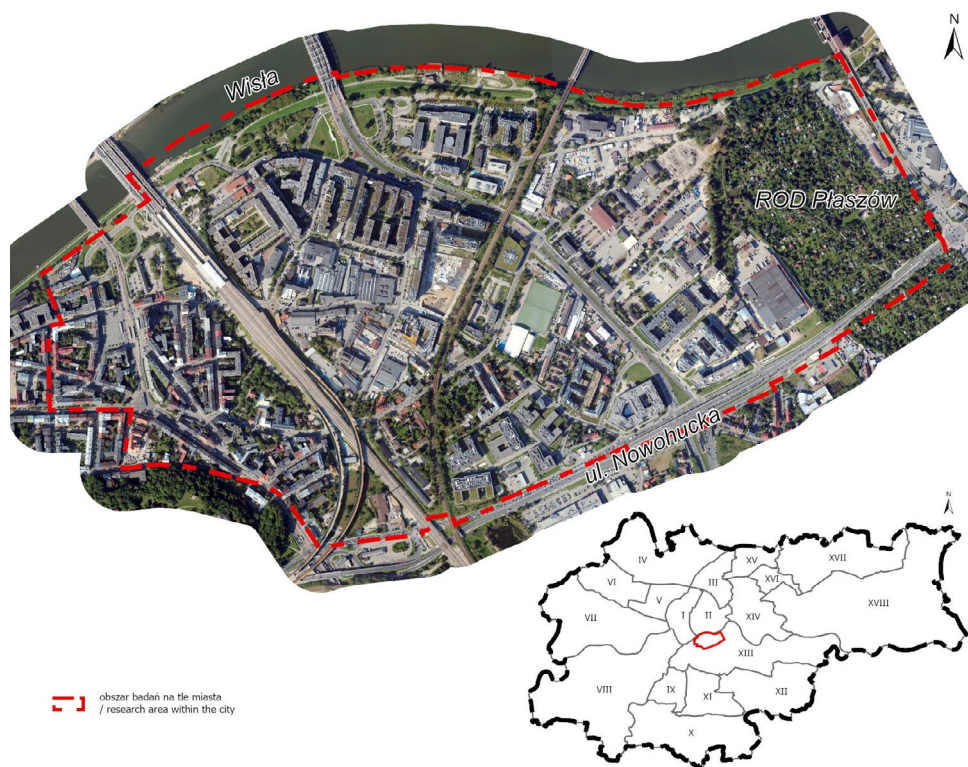 N
Wisła
ROD Płaszów
ul. Nowohucka
N
IV
XV
XVII
VI
III
XVI
V
XVIII
I
II
VII
XIV
XIII
VIII
IX
XI
XII
X
obszar badań na tle miasta
/ research area within the city